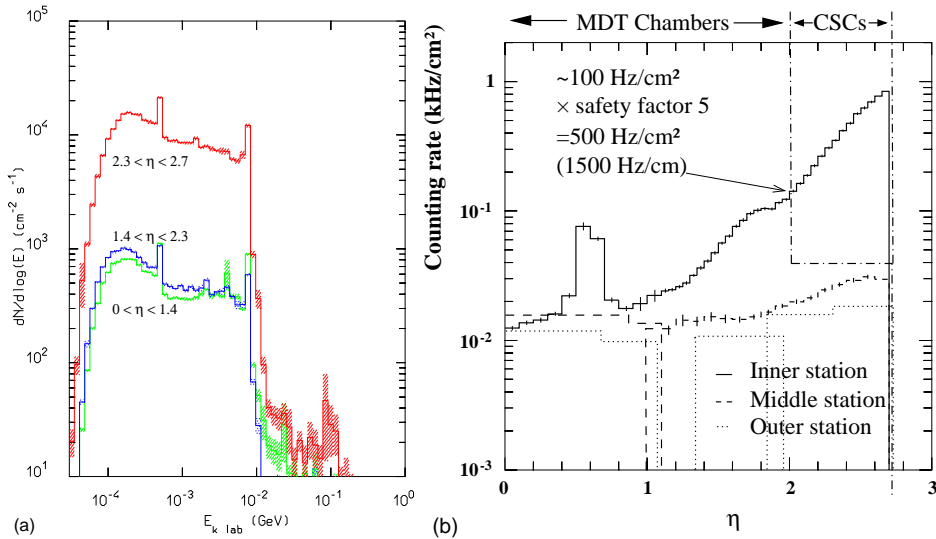 10⁵
10⁴
10³
10²
10¹
dN/dlog(E) (cm⁻² s⁻¹)
2.3 < η < 2.7
1.4 < η < 2.3
0 < η < 1.4
10⁻⁴ 10⁻³ 10⁻² 10⁻¹ 10⁰
E_k lab (GeV)
(a)
MDT Chambers CSCs
Counting rate (kHz/cm²)
1
10⁻¹
10⁻²
10⁻³
~100 Hz/cm²
× safety factor 5
=500 Hz/cm²
(1500 Hz/cm)
Inner station
Middle station
Outer station
0 1 2 3
η
(b)